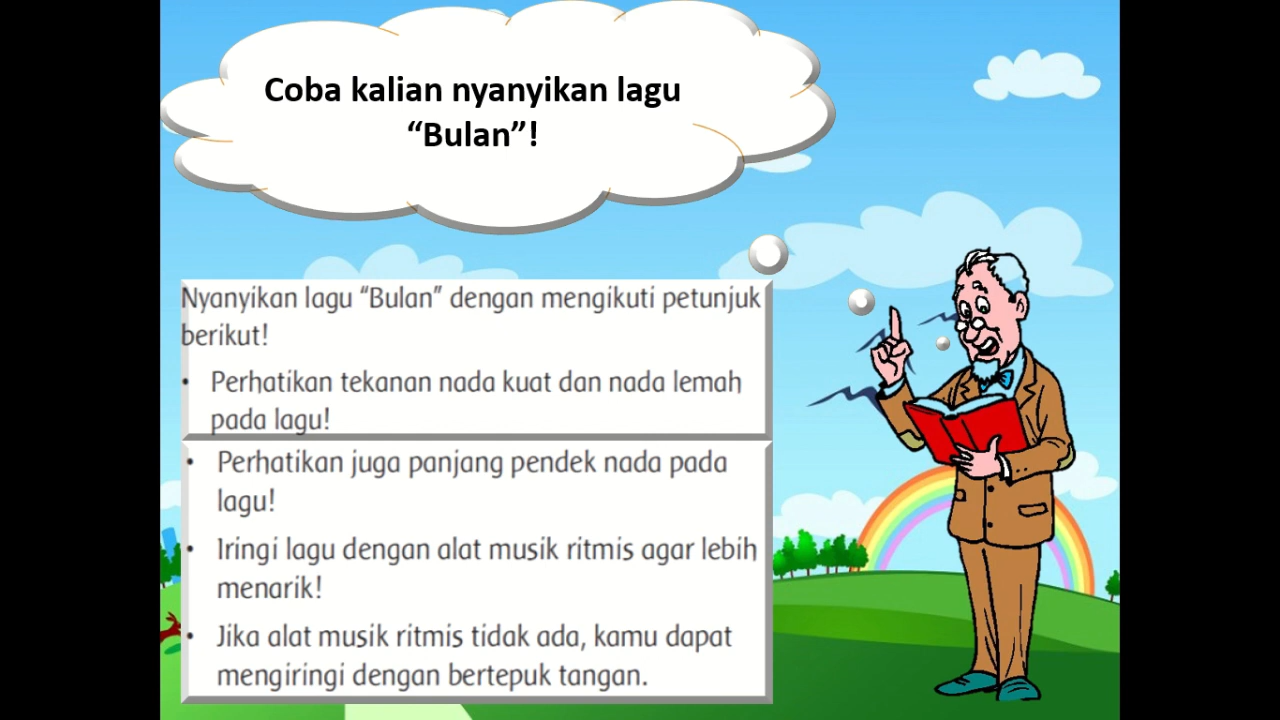 Coba kalian nyanyikan lagu
“Bulan”!
Nyanyikan lagu “Bulan” dengan mengikuti petunjuk
berikut!
• Perhatikan tekanan nada kuat dan nada lemah
pada lagu!
• Perhatikan juga panjang pendek nada pada
lagu!
• Iringi lagu dengan alat musik ritmis agar lebih
menarik!
• Jika alat musik ritmis tidak ada, kamu dapat
mengiringi dengan bertepuk tangan.